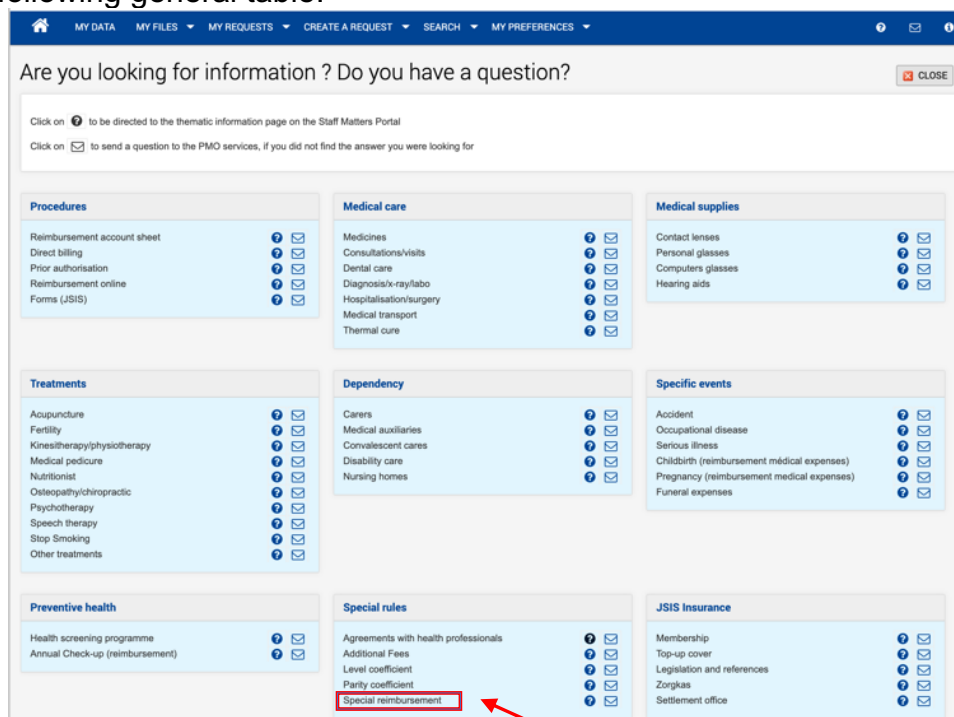 following general table:
MY DATA MY FILES MY REQUESTS CREATE A REQUEST SEARCH MY PREFERENCES
Are you looking for information ? Do you have a question?
CLOSE
Click on ? to be directed to the thematic information page on the Staff Matters Portal
Click on to send a question to the PMO services, if you did not find the answer you were looking for
Procedures
Reimbursement account sheet
Direct billing
Prior authorisation
Reimbursement online
Forms (JSIS)
Medical care
Medicines
Consultations/visits
Dental care
Diagnosis/x-ray/labo
Hospitalisation/surgery
Medical transport
Thermal cure
Medical supplies
Contact lenses
Personal glasses
Computers glasses
Hearing aids
Treatments
Acupuncture
Fertility
Kinesitherapy/physiotherapy
Medical pedicure
Nutritionist
Osteopathy/chiropractic
Psychotherapy
Speech therapy
Stop Smoking
Other treatments
Dependency
Carers
Medical auxiliaries
Convalescent cares
Disability care
Nursing homes
Specific events
Accident
Occupational disease
Serious illness
Childbirth (reimbursement médical expenses)
Pregnancy (reimbursement medical expenses)
Funeral expenses
Preventive health
Health screening programme
Annual Check-up (reimbursement)
Special rules
Agreements with health professionals
Additional Fees
Level coefficient
Parity coefficient
Special reimbursement
JSIS Insurance
Membership
Top-up cover
Legislation and references
Zorgkas
Settlement office